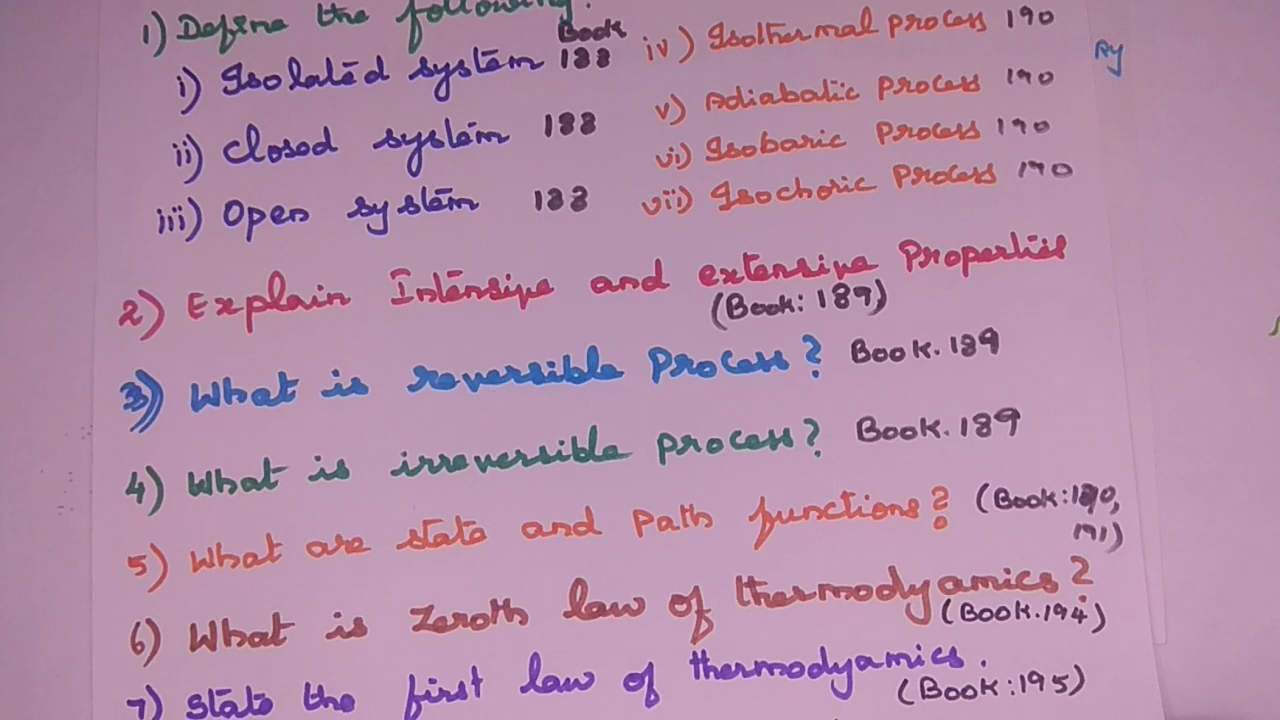 1) Define the following:
Book
i) Isolated system 188
ii) Closed system 188
iii) Open system 188
iv) Isothermal process 190
v) Adiabatic process 190
vi) Isobaric process 190
vii) Isochoric process 190
Ry
2) Explain Intensive and extensive Properties
(Book: 189)
3) What is reversible Process? Book. 189
4) What is irreversible process? Book. 189
5) What are state and path functions? (Book: 190,
191)
6) What is Zeroth law of thermodyamics?
(Book. 194)
7) State the first law of thermodyamics.
(Book: 195)